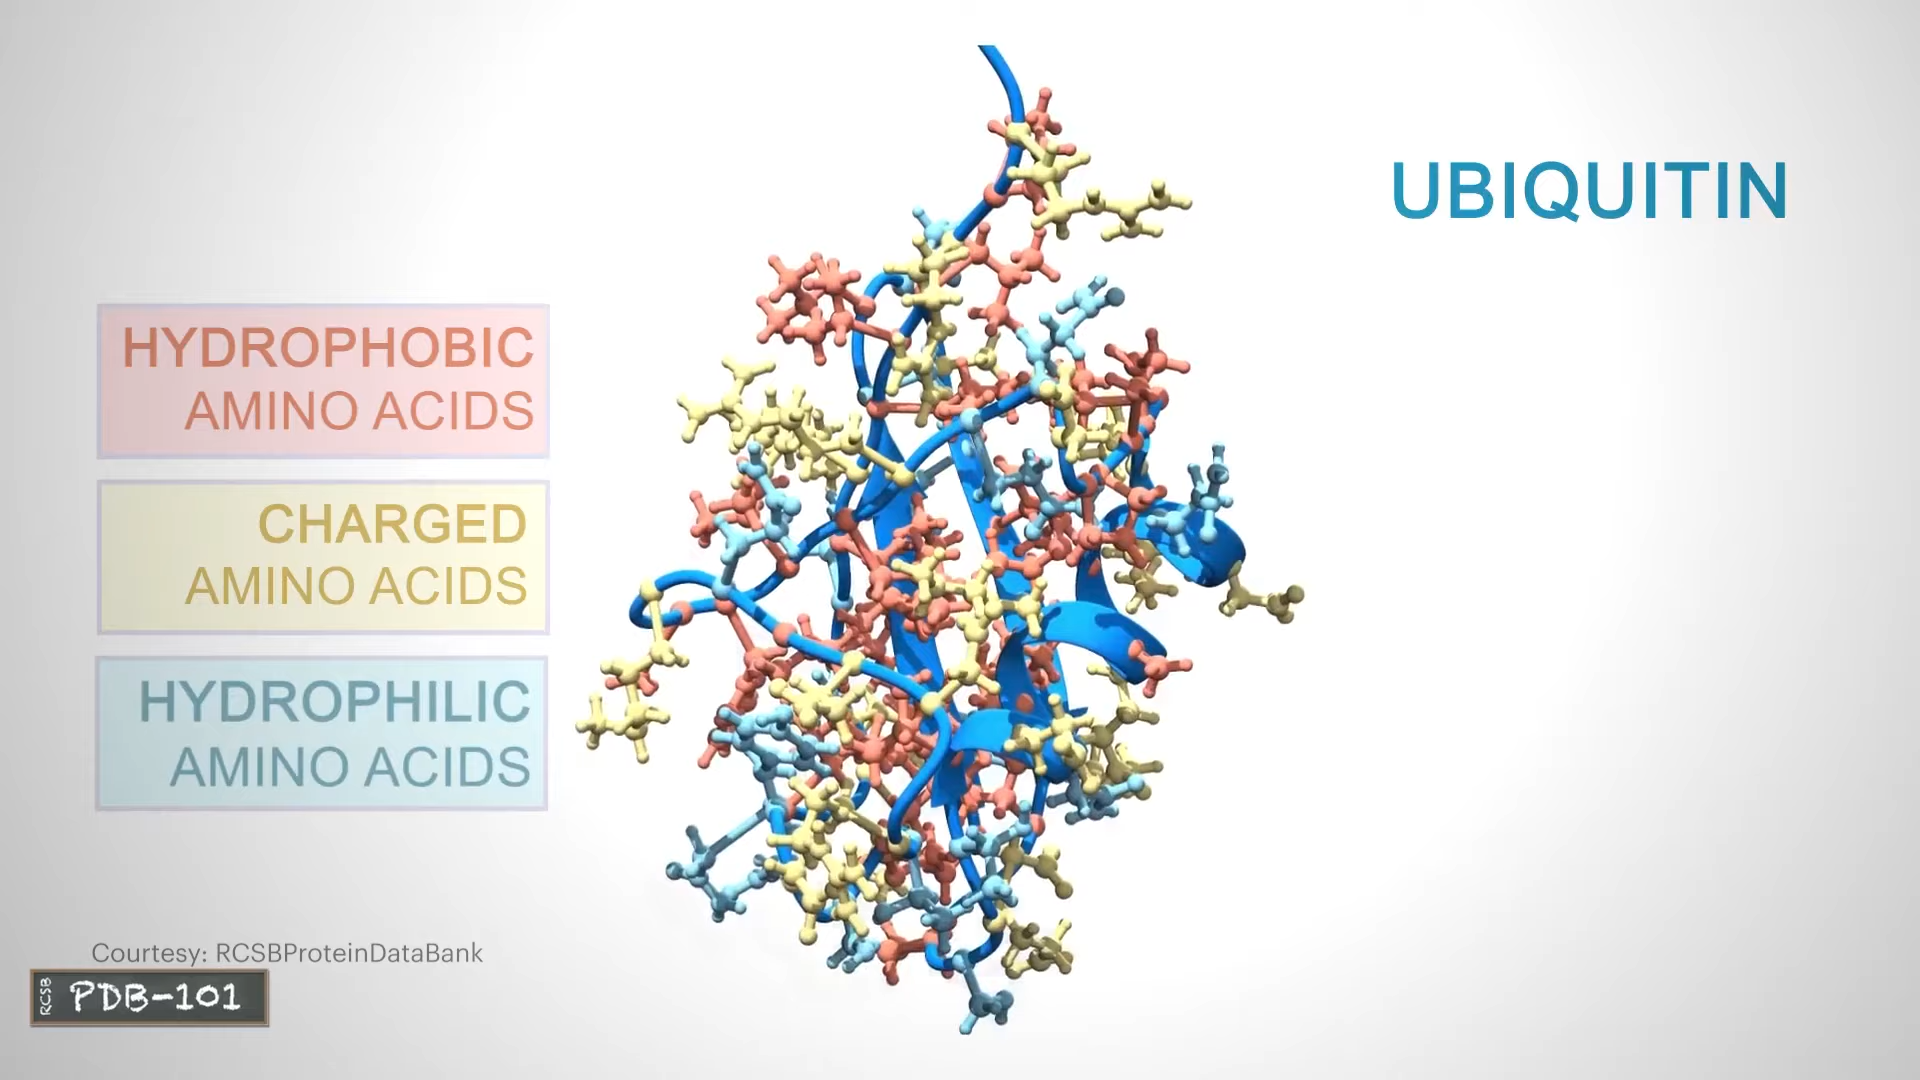 UBIQUITIN
HYDROPHOBIC
AMINO ACIDS
CHARGED
AMINO ACIDS
HYDROPHILIC
AMINO ACIDS
Courtesy: RCSBProteinDataBank
RCSB PDB-101